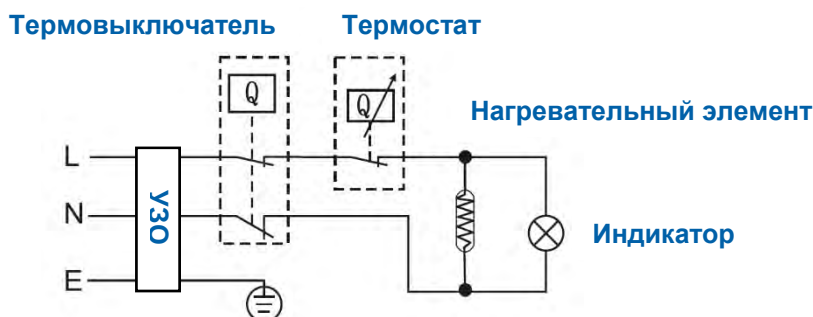 Термовыключатель Термостат
Q
Q
Нагревательный элемент
L
УЗО
N
Индикатор
E